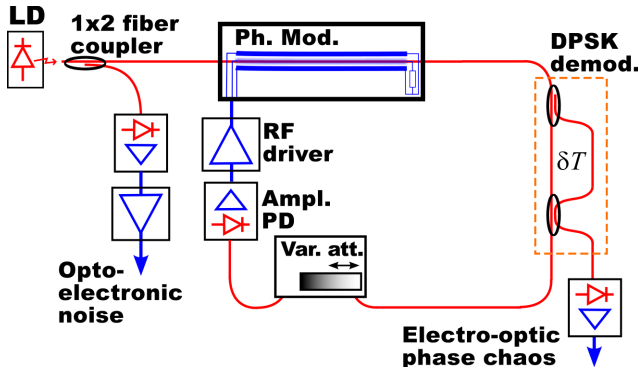 LD
1x2 fiber
coupler
Ph. Mod.
DPSK
demod.
RF
driver
δT
Ampl.
PD
Var. att.
Opto-
electronic
noise
Electro-optic
phase chaos